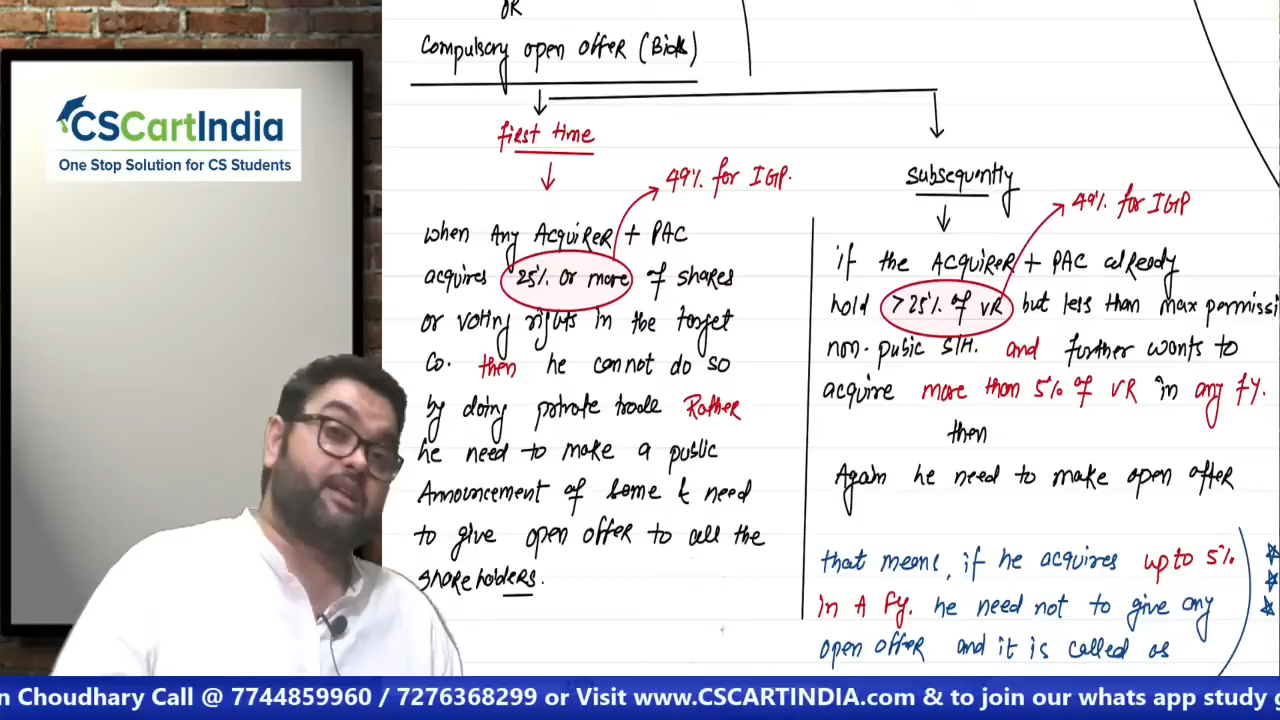 OR
Compulsory open offer (Bids)
first time
49% for IGP.
when Any AcquiReR + PAC
acquires 25% or more of shares
or voting rights in the target
Co. then he cannot do so
by doing private trade Rather
he need to make a public
Announcement of same & need
to give open offeR to all the
shareholdeRs.
subsequently
49% for IGP
if the AcquiReR + PAC already
hold >25% of VR but less than max permissi
non-pubic S/H. and further wants to
acquire more than 5% of VR in any fy.
then
Again he need to make open offer
that means, if he acquires upto 5%
in A fy. he need not to give any
open offeR and it is called as
CSCartIndia
One Stop Solution for CS Students
n Choudhary Call @ 7744859960 / 7276368299 or Visit www.CSCARTINDIA.com & to join our whats app study g